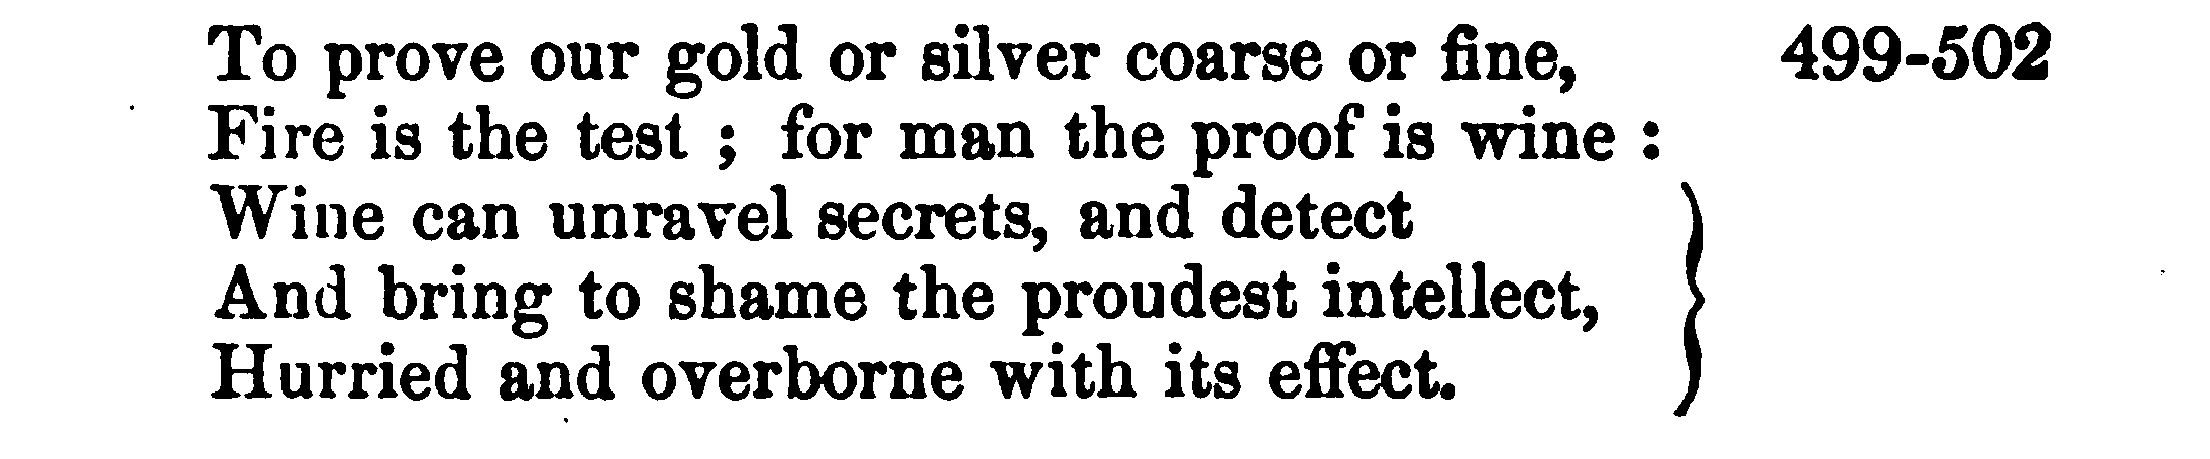 To prove our gold or silver coarse or fine, 499-502
Fire is the test ; for man the proof is wine :
Wine can unravel secrets, and detect
And bring to shame the proudest intellect,
Hurried and overborne with its effect.